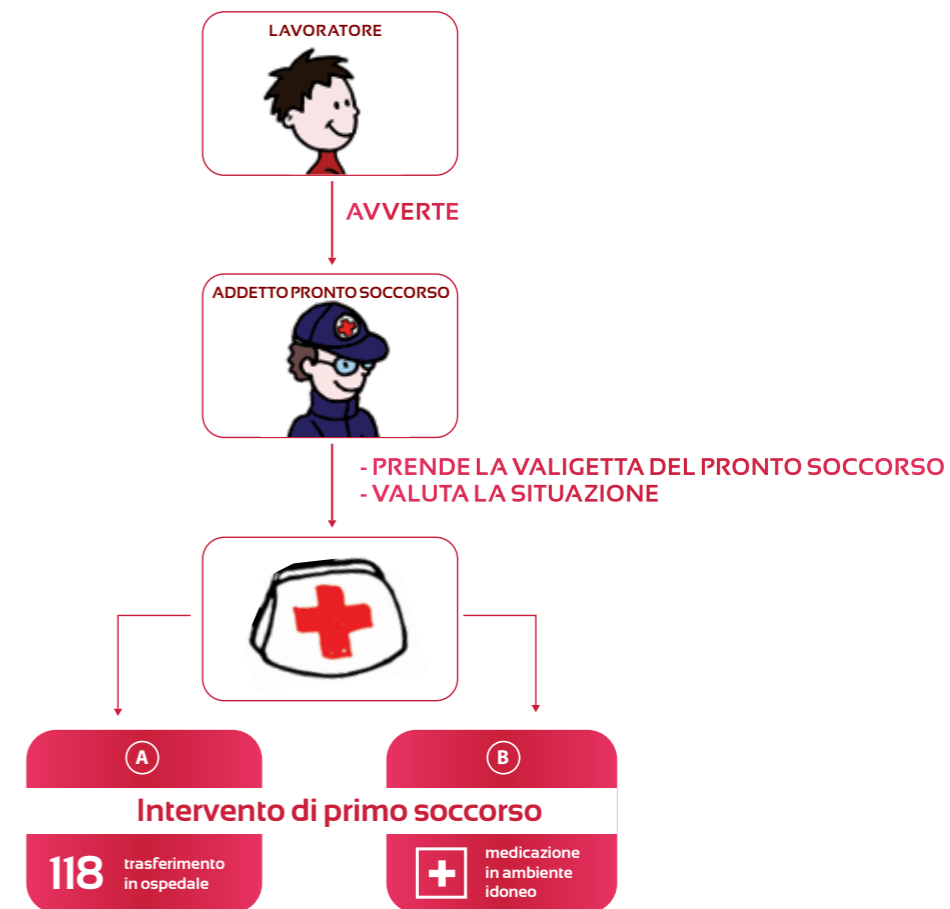 LAVORATORE
AVVERTE
ADDETTO PRONTO SOCCORSO
- PRENDE LA VALIGETTA DEL PRONTO SOCCORSO
- VALUTA LA SITUAZIONE
A
B
Intervento di primo soccorso
118
trasferimento
in ospedale
medicazione
in ambiente
idoneo